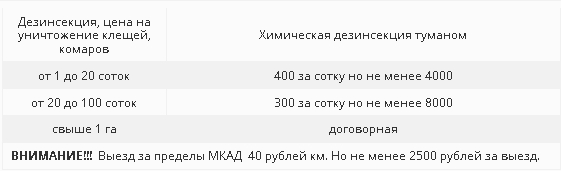 Дезинсекция, цена на
уничтожение клещей,
комаров
Химическая дезинсекция туманом
от 1 до 20 соток
400 за сотку но не менее 4000
от 20 до 100 соток
300 за сотку но не менее 8000
свыше 1 га
договорная
ВНИМАНИЕ!!! Выезд за пределы МКАД 40 рублей км. Но не менее 2500 рублей за выезд.